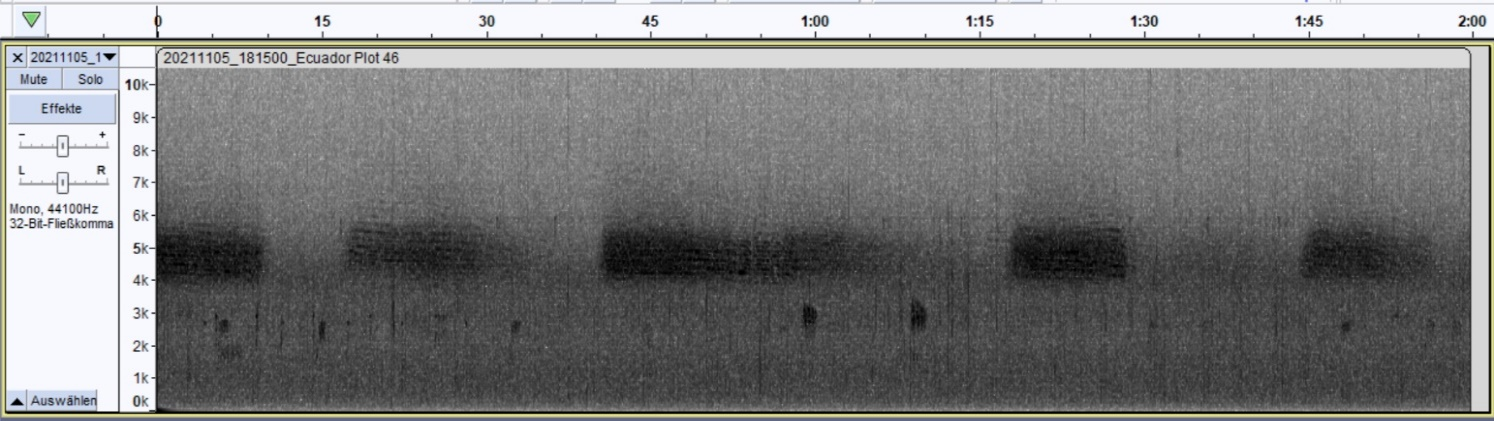 0 15 30 45 1:00 1:15 1:30 1:45 2:00
× 20211105_1 20211105_181500_Ecuador Plot 46
Mute Solo
Effekte
- +
L R
Mono, 44100Hz
32-Bit-Fließkomma
Auswählen
10k-
9k-
8k-
7k-
6k-
5k-
4k-
3k-
2k-
1k-
0k